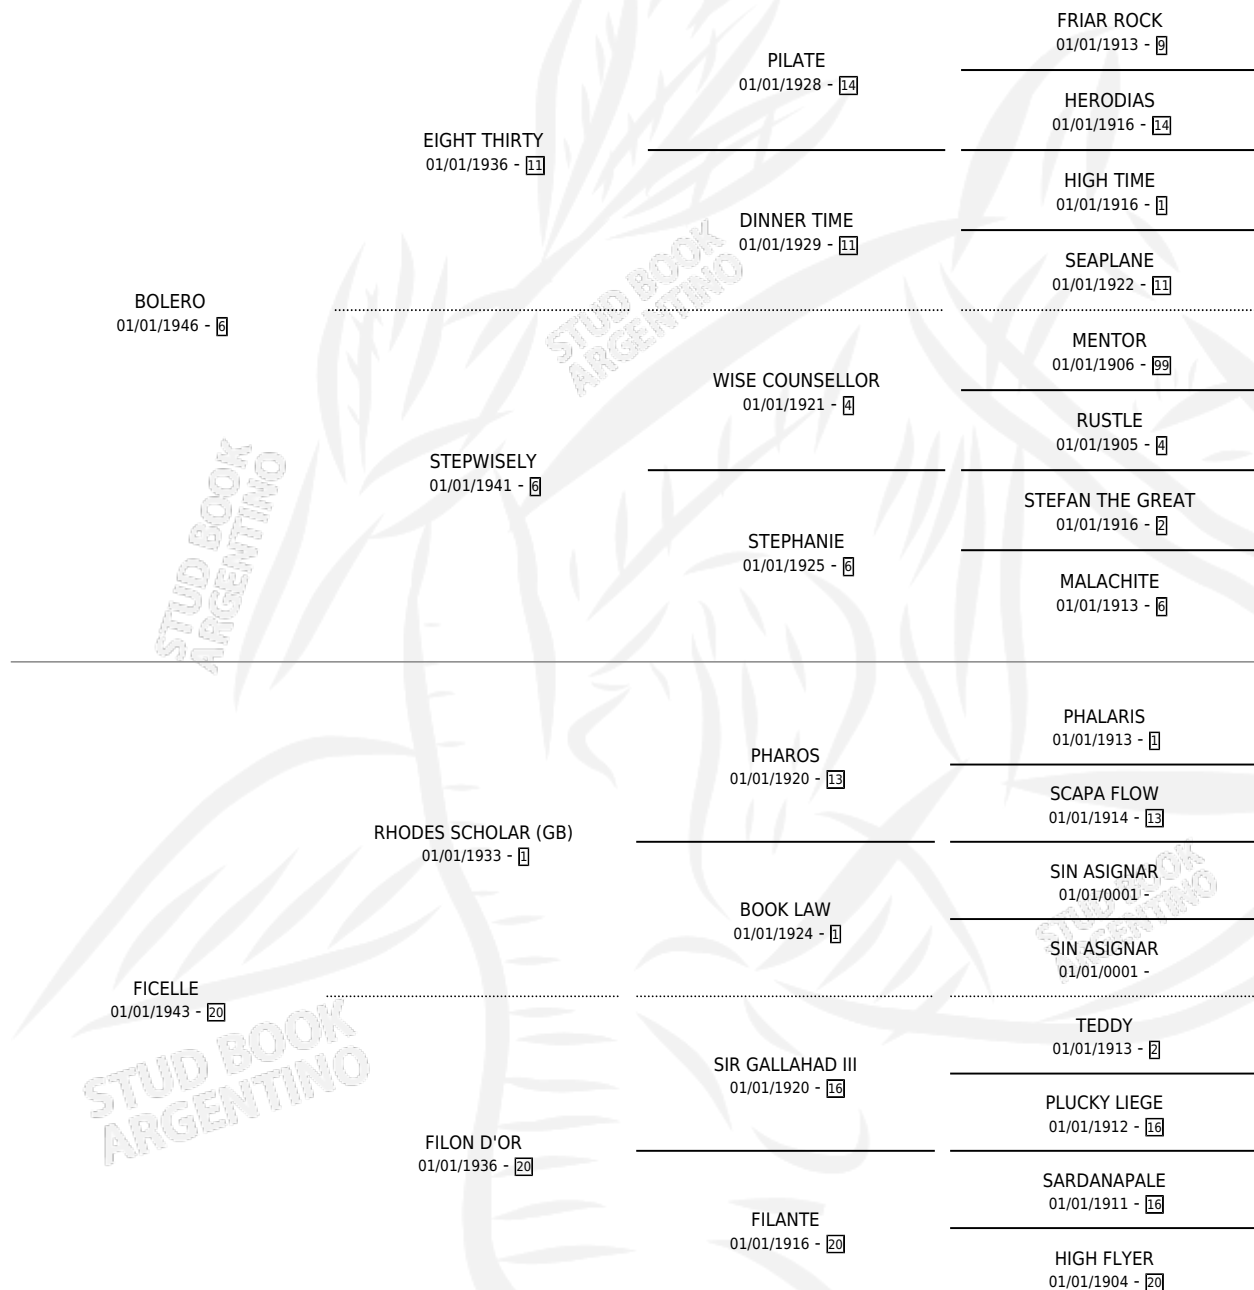 FRIAR ROCK
01/01/1913 - 9
PILATE
01/01/1928 - 14
HERODIAS
01/01/1916 - 14
EIGHT THIRTY
01/01/1936 - 11
HIGH TIME
01/01/1916 - 1
DINNER TIME
01/01/1929 - 11
SEAPLANE
01/01/1922 - 11
BOLERO
01/01/1946 - 6
MENTOR
01/01/1906 - 99
WISE COUNSELLOR
01/01/1921 - 4
RUSTLE
01/01/1905 - 4
STEPWISELY
01/01/1941 - 6
STEFAN THE GREAT
01/01/1916 - 2
STEPHANIE
01/01/1925 - 6
MALACHITE
01/01/1913 - 6
PHALARIS
01/01/1913 - 1
PHAROS
01/01/1920 - 13
SCAPA FLOW
01/01/1914 - 13
RHODES SCHOLAR (GB)
01/01/1933 - 1
SIN ASIGNAR
01/01/0001 -
BOOK LAW
01/01/1924 - 1
SIN ASIGNAR
01/01/0001 -
FICELLE
01/01/1943 - 20
TEDDY
01/01/1913 - 2
SIR GALLAHAD III
01/01/1920 - 16
PLUCKY LIEGE
01/01/1912 - 16
FILON D'OR
01/01/1936 - 20
SARDANAPALE
01/01/1911 - 16
FILANTE
01/01/1916 - 20
HIGH FLYER
01/01/1904 - 20
STUD BOOK
ARGENTINO
STUD BOOK
ARGENTINO
STUD BOOK
ARGENTINO
STUD BOOK
ARGENTINO